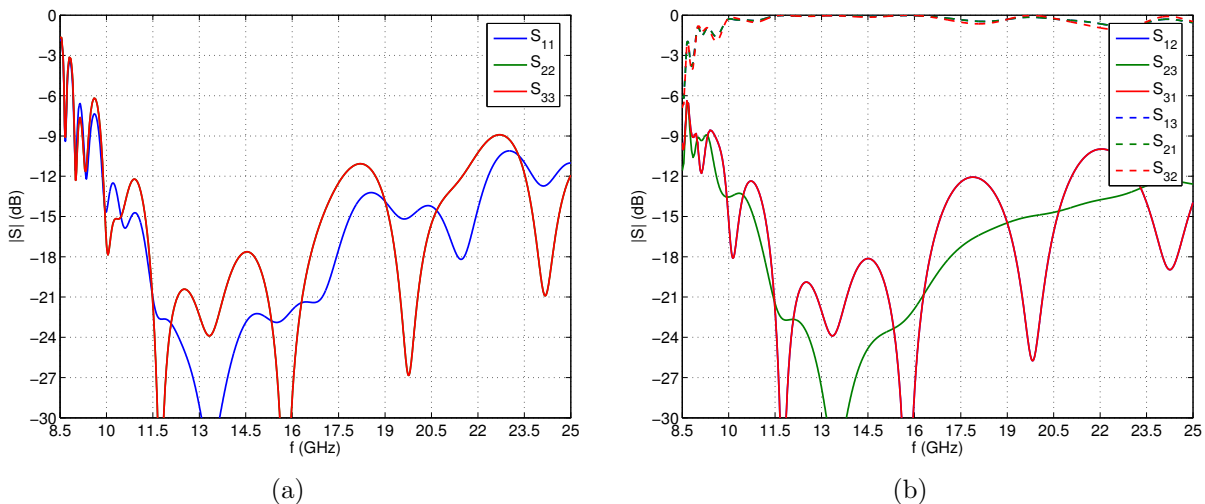 0
−3
−6
−9
−12
−15
−18
−21
−24
−27
−30
|S| (dB)
8.5 10 11.5 13 14.5 16 17.5 19 20.5 22 23.5 25
f (GHz)
S11
S22
S33
(a)
0
−3
−6
−9
−12
−15
−18
−21
−24
−27
−30
|S| (dB)
8.5 10 11.5 13 14.5 16 17.5 19 20.5 22 23.5 25
f (GHz)
S12
S23
S31
S13
S21
S32
(b)